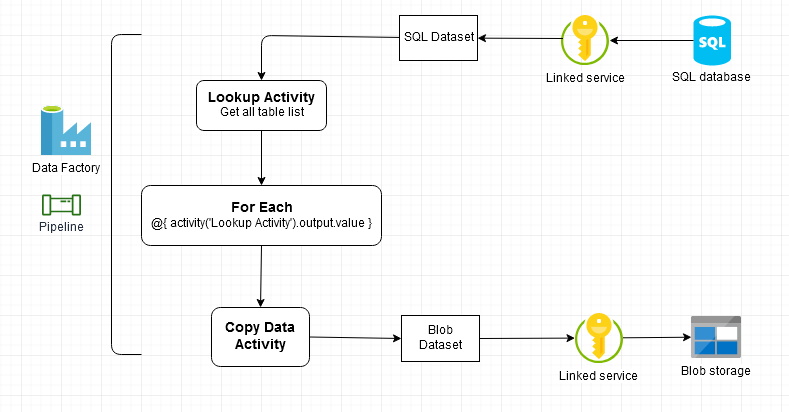 SQL Dataset
SQL
Linked service
SQL database
Lookup Activity
Get all table list
Data Factory
For Each
@{ activity('Lookup Activity').output.value }
Pipeline
Copy Data
Activity
Blob
Dataset
Linked service
Blob storage